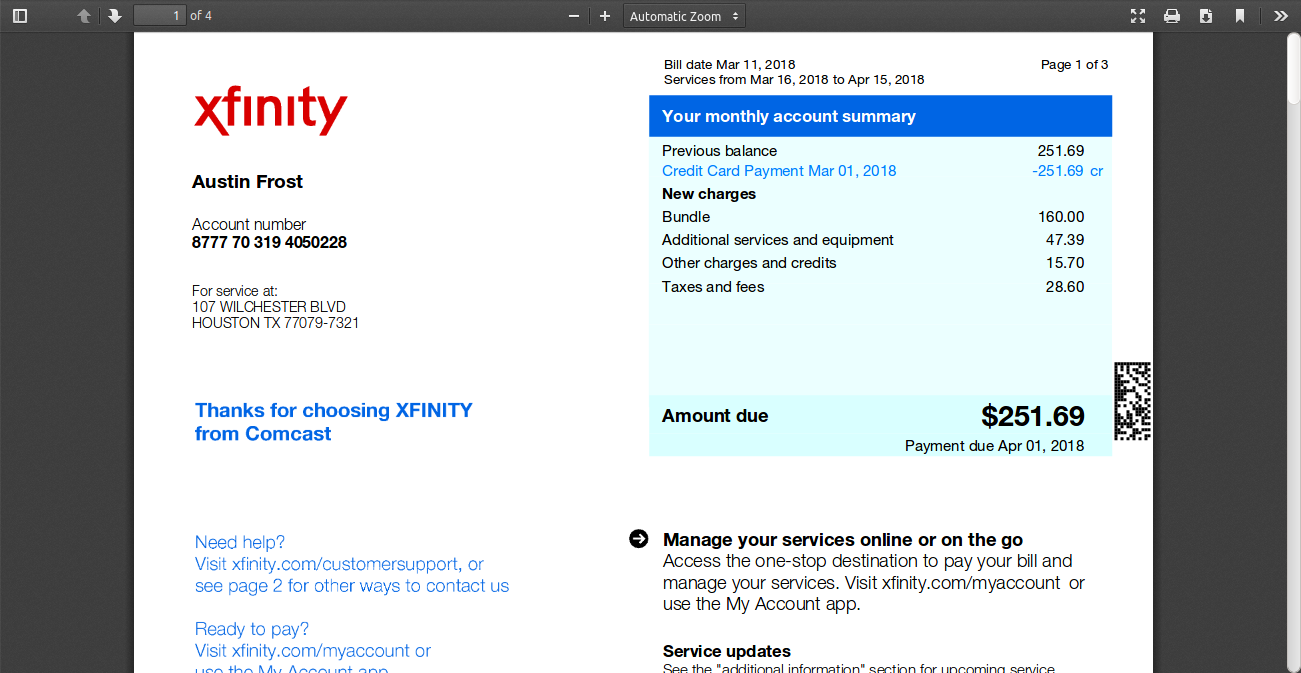 1 of 4
Automatic Zoom
Bill date Mar 11, 2018
Page 1 of 3
Services from Mar 16, 2018 to Apr 15, 2018
xfinity
Your monthly account summary
Previous balance 251.69
Credit Card Payment Mar 01, 2018 -251.69 cr
New charges
Bundle 160.00
Additional services and equipment 47.39
Other charges and credits 15.70
Taxes and fees 28.60
Amount due $251.69
Payment due Apr 01, 2018
Austin Frost
Account number
8777 70 319 4050228
For service at:
107 WILCHESTER BLVD
HOUSTON TX 77079-7321
Thanks for choosing XFINITY
from Comcast
Need help?
Visit xfinity.com/customersupport, or
see page 2 for other ways to contact us
Ready to pay?
Visit xfinity.com/myaccount or
use the My Account app
Manage your services online or on the go
Access the one-stop destination to pay your bill and
manage your services. Visit xfinity.com/myaccount or
use the My Account app.
Service updates
See the "additional information" section for upcoming service